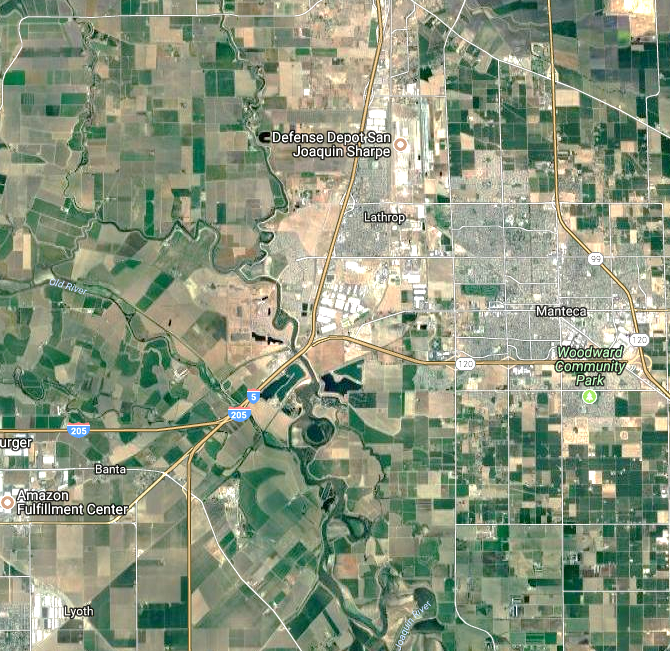 Defense Depot San
Joaquin Sharpe
Lathrop
99
Old River
Manteca
120
Woodward
Community
Park
120
5
205
205
urger
Banta
Amazon
Fulfillment Center
Lyoth
Joaquin River